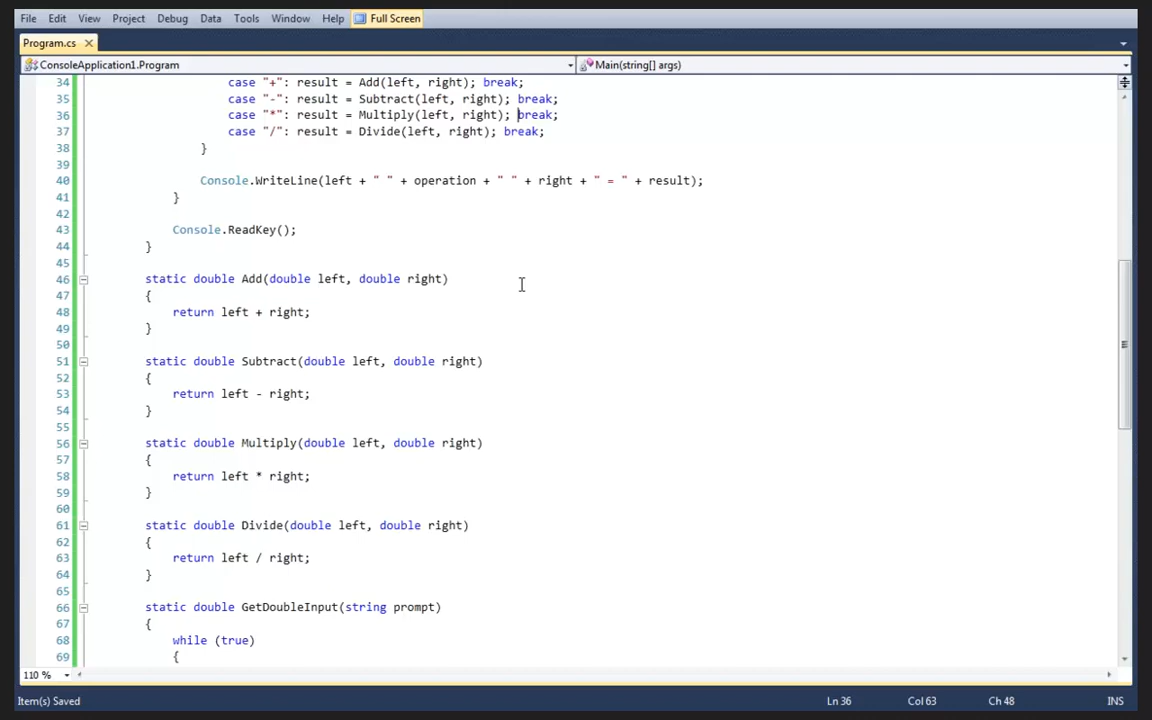 File Edit View Project Debug Data Tools Window Help Full Screen
Program.cs
ConsoleApplication1.Program Main(string[] args)
34 case "+": result = Add(left, right); break;
35 case "-": result = Subtract(left, right); break;
36 case "*": result = Multiply(left, right); break;
37 case "/": result = Divide(left, right); break;
38 }
39
40 Console.WriteLine(left + " " + operation + " " + right + " = " + result);
41 }
42
43 Console.ReadKey();
44 }
45
46 static double Add(double left, double right)
47 {
48 return left + right;
49 }
50
51 static double Subtract(double left, double right)
52 {
53 return left - right;
54 }
55
56 static double Multiply(double left, double right)
57 {
58 return left * right;
59 }
60
61 static double Divide(double left, double right)
62 {
63 return left / right;
64 }
65
66 static double GetDoubleInput(string prompt)
67 {
68 while (true)
69 {
110 %
Item(s) Saved Ln 36 Col 63 Ch 48 INS